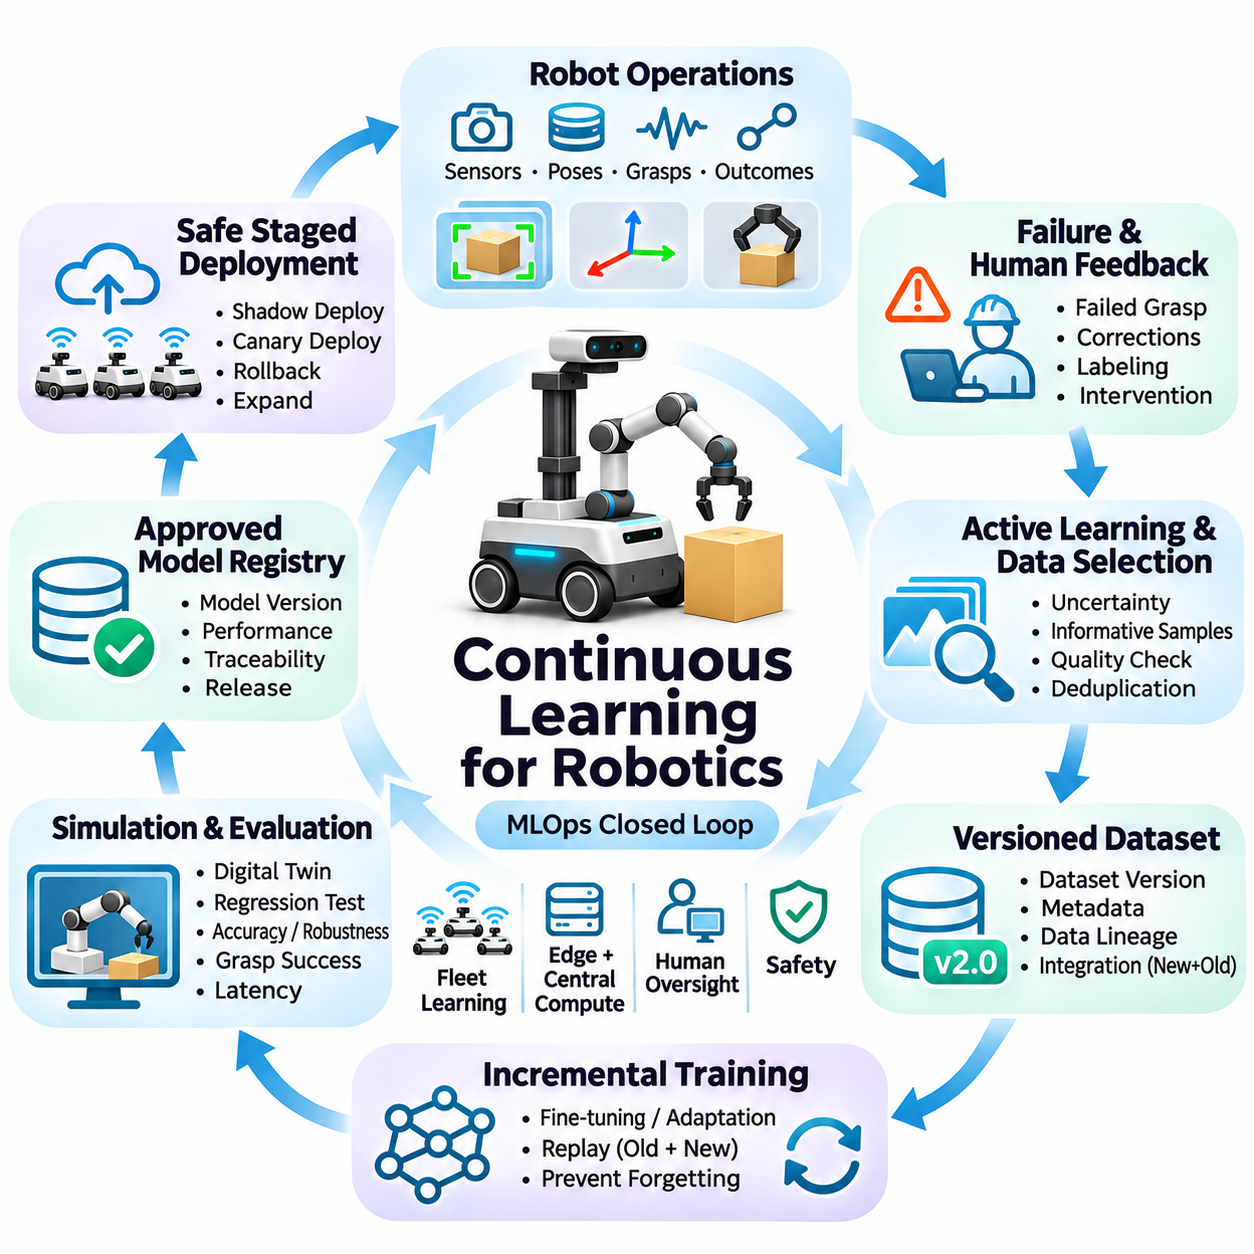 Robot Operations
Sensors · Poses · Grasps · Outcomes
Safe Staged
Deployment
• Shadow Deploy
• Canary Deploy
• Rollback
• Expand
Failure &
Human Feedback
• Failed Grasp
• Corrections
• Labeling
• Intervention
Approved
Model Registry
• Model Version
• Performance
• Traceability
• Release
Active Learning &
Data Selection
• Uncertainty
• Informative Samples
• Quality Check
• Deduplication
Continuous
Learning
for Robotics
MLOps Closed Loop
Simulation & Evaluation
• Digital Twin
• Regression Test
• Accuracy / Robustness
• Grasp Success
• Latency
Fleet
Learning
Edge +
Central
Compute
Human
Oversight
Safety
Versioned Dataset
• Dataset Version
• Metadata
• Data Lineage
• Integration (New+Old)
v2.0
Incremental Training
• Fine-tuning / Adaptation
• Replay (Old + New)
• Prevent Forgetting